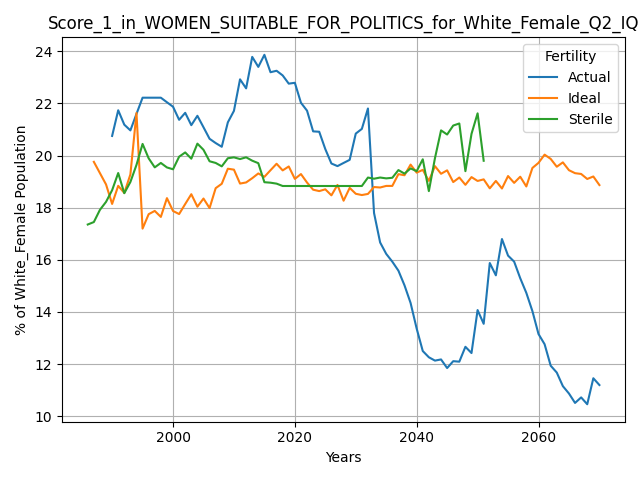 Score_1_in_WOMEN_SUITABLE_FOR_POLITICS_for_White_Female_Q2_IQ
Fertility
Actual
Ideal
Sterile
% of White_Female Population
24
22
20
18
16
14
12
10
2000 2020 2040 2060
Years